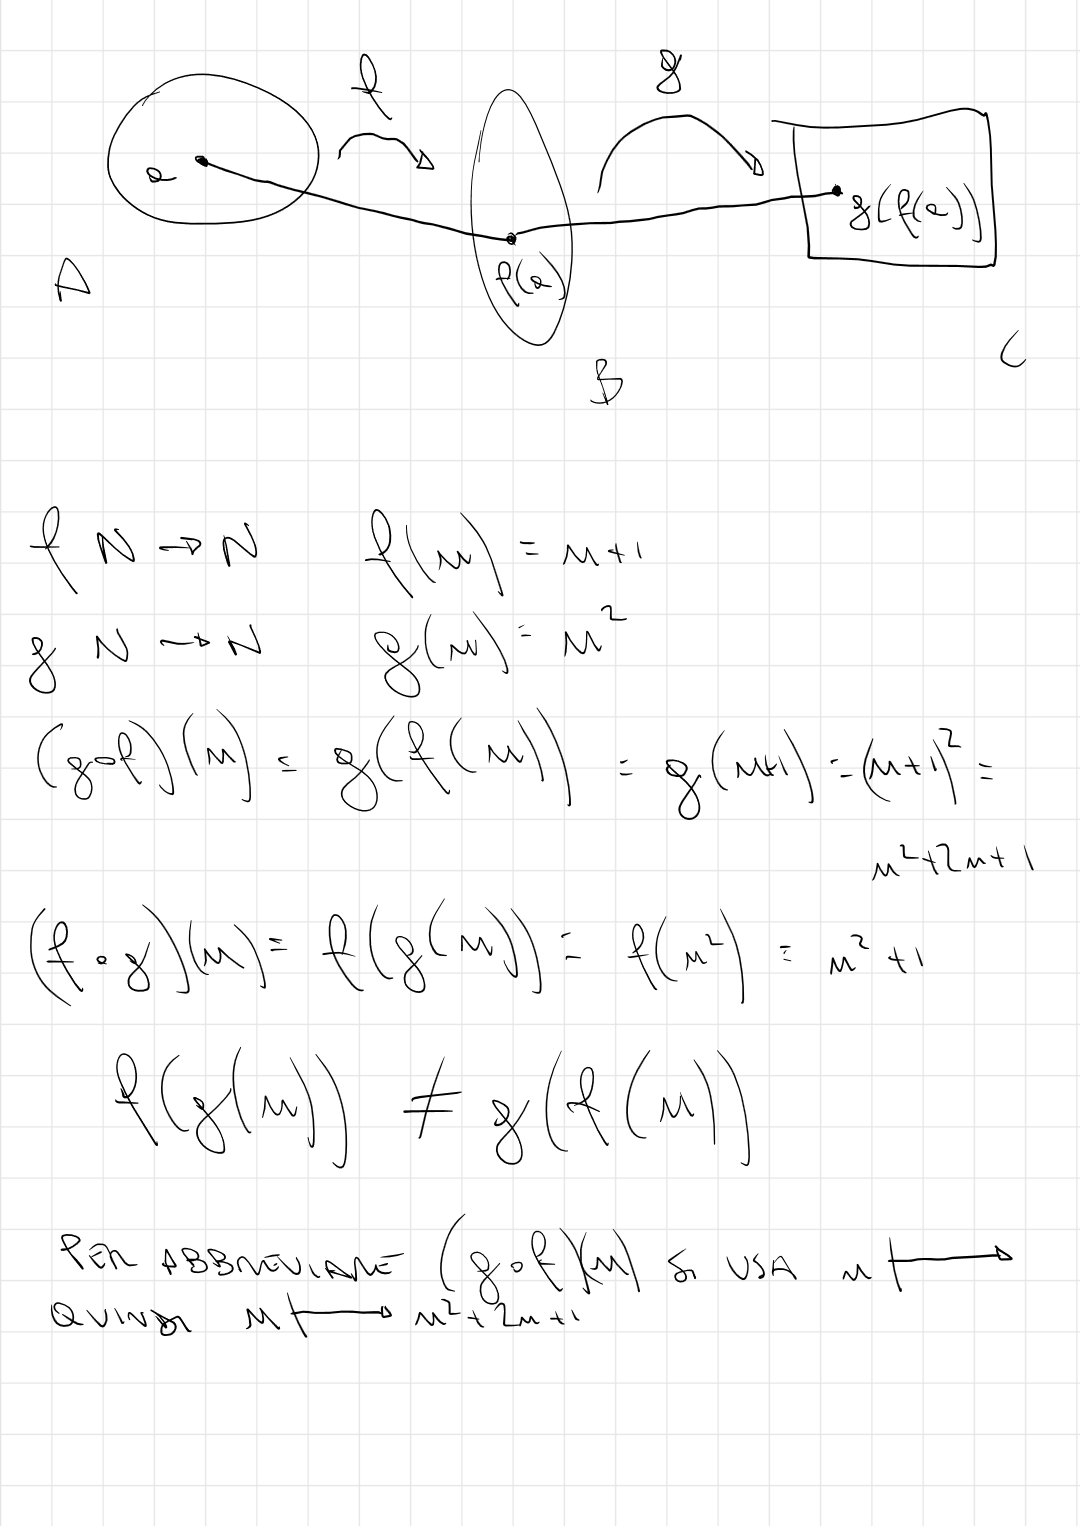 f g
a f(a) g(f(a))
A B C
f N → N f(n) = n+1
g N → N g(n) = n²
(g∘f)(n) = g(f(n)) = g(n+1) = (n+1)² =
n²+2n+1
(f∘g)(n) = f(g(n)) = f(n²) = n²+1
f(g(n)) ≠ g(f(n))
PER ABBREVIARE (g∘f)(n) SI USA n ↦
QUINDI n ↦ n²+2n+1